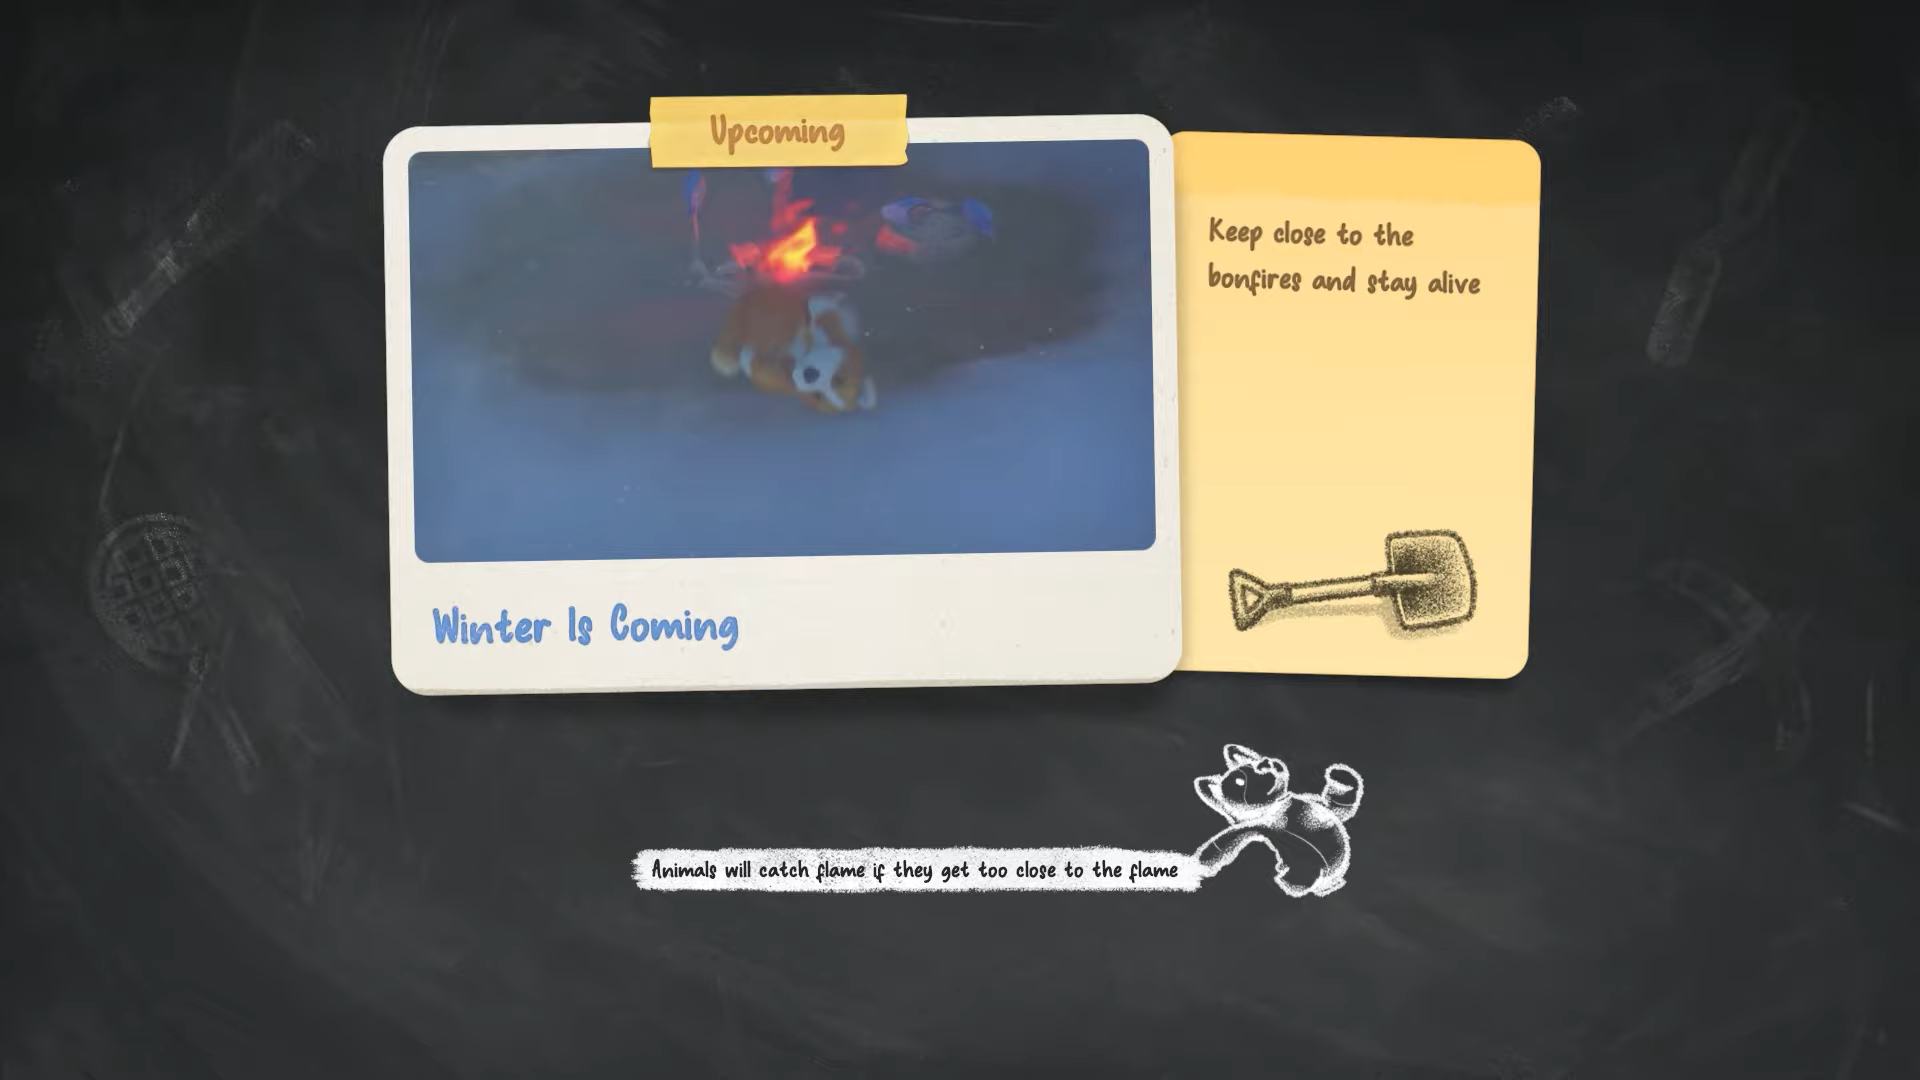 Upcoming
Keep close to the
bonfires and stay alive
Winter Is Coming
Animals will catch flame if they get too close to the flame